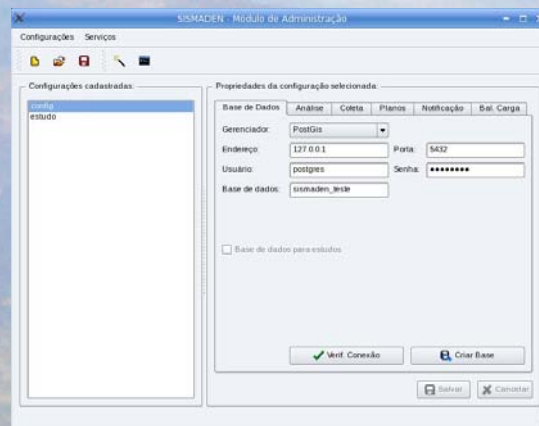 SISMADEN - Módulo de Administração
Configurações Serviços
Configurações cadastradas:
config
estudo
Propriedades da configuração selecionada:
Base de Dados Análise Coleta Planos Notificação Bal. Carga
Gerenciador: PostGis
Endereço: 127.0.0.1 Porta: 5432
Usuário: postgres Senha: ●●●●●●●●
Base de dados: sismaden_teste
Base de dados para estudos
Verif. Conexão Criar Base
Salvar Cancelar